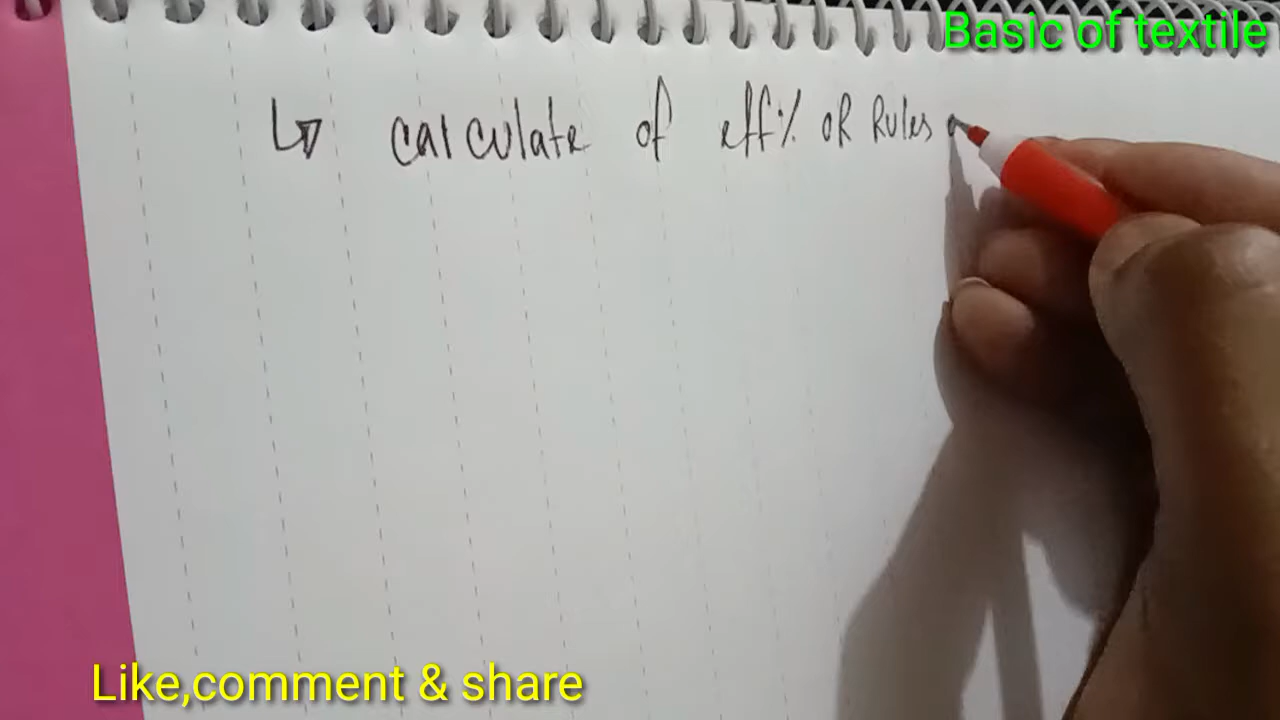 Basic of textile
↳ calculate of eff% OR Rules
Like,comment & share